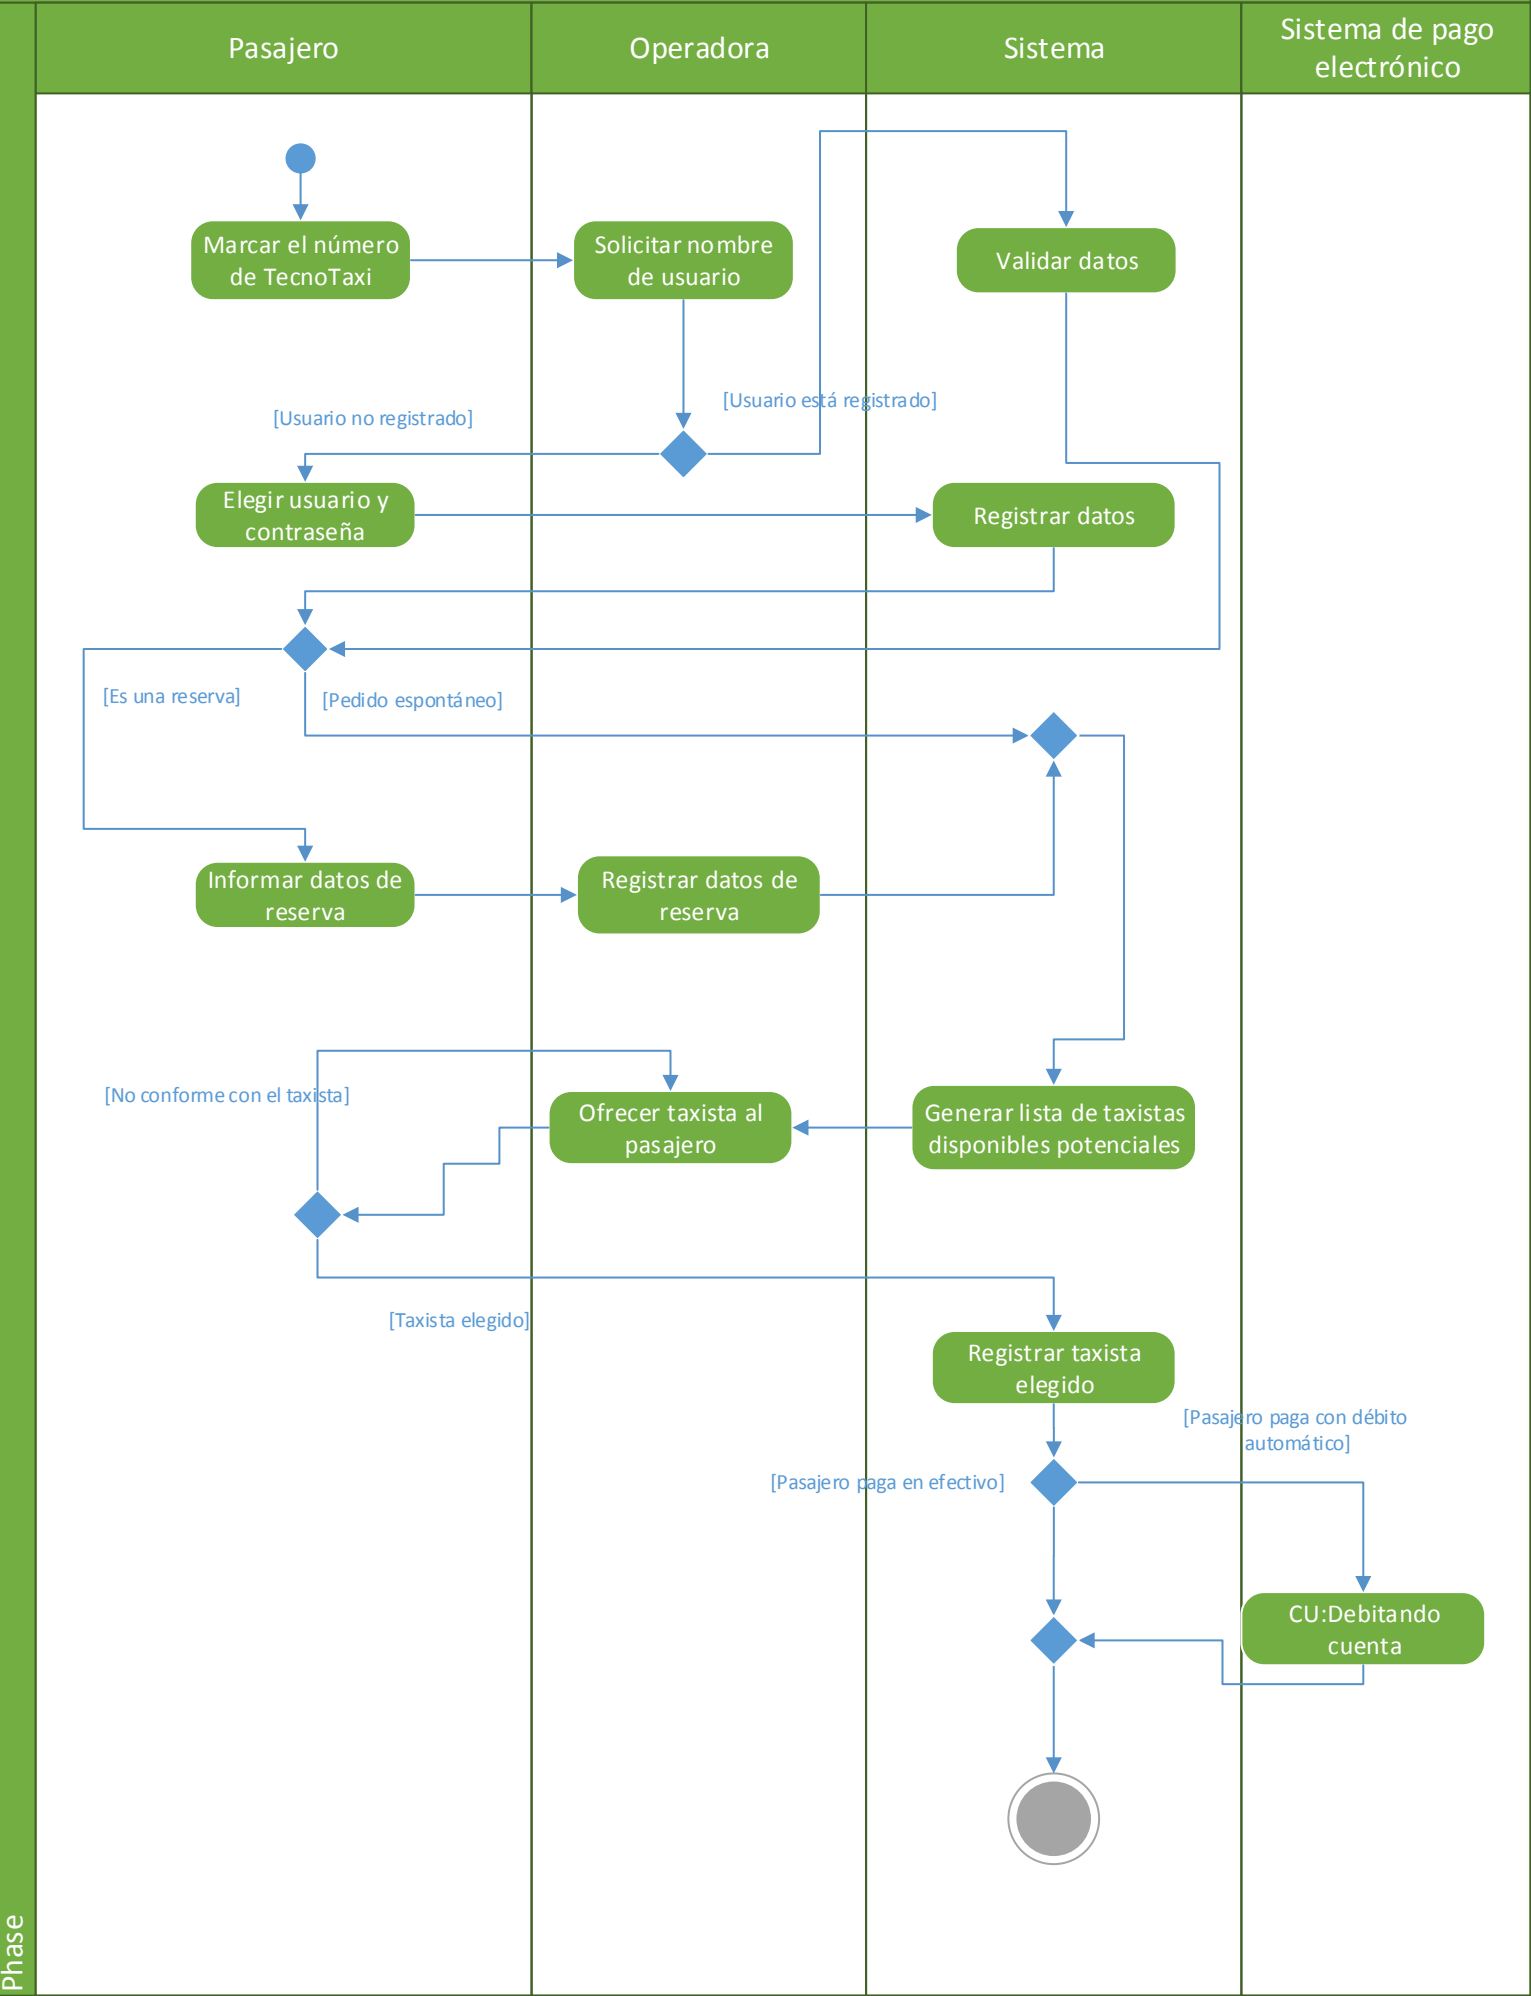 Pasajero
Operadora
Sistema
Sistema de pago
electrónico
Marcar el número
de TecnoTaxi
Solicitar nombre
de usuario
Validar datos
[Usuario no registrado]
[Usuario está registrado]
Elegir usuario y
contraseña
Registrar datos
[Es una reserva]
[Pedido espontáneo]
Informar datos de
reserva
Registrar datos de
reserva
[No conforme con el taxista]
Ofrecer taxista al
pasajero
Generar lista de taxistas
disponibles potenciales
[Taxista elegido]
Registrar taxista
elegido
[Pasajero paga con débito
automático]
[Pasajero paga en efectivo]
CU:Debitando
cuenta
Phase